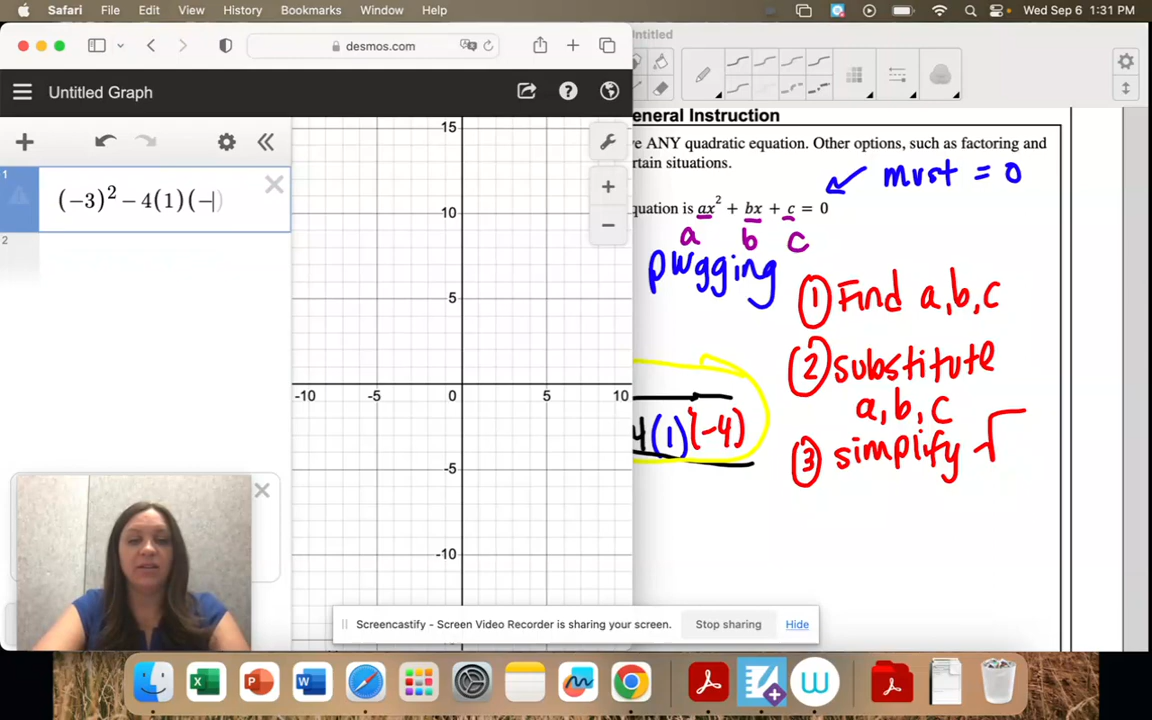 Safari File Edit View History Bookmarks Window Help Wed Sep 6 1:31 PM
desmos.com
Untitled
Untitled Graph
1
(−3)² − 4(1)(−)
2
15
10
5
-10 -5 0 5 10
-5
-10
eneral Instruction
e ANY quadratic equation. Other options, such as factoring and
rtain situations.
must = 0
quation is ax² + bx + c = 0
a b c
plugging
① Find a,b,c
② substitute
a,b,c
③ simplify √
4(1)(-4)
Screencastify - Screen Video Recorder is sharing your screen. Stop sharing Hide